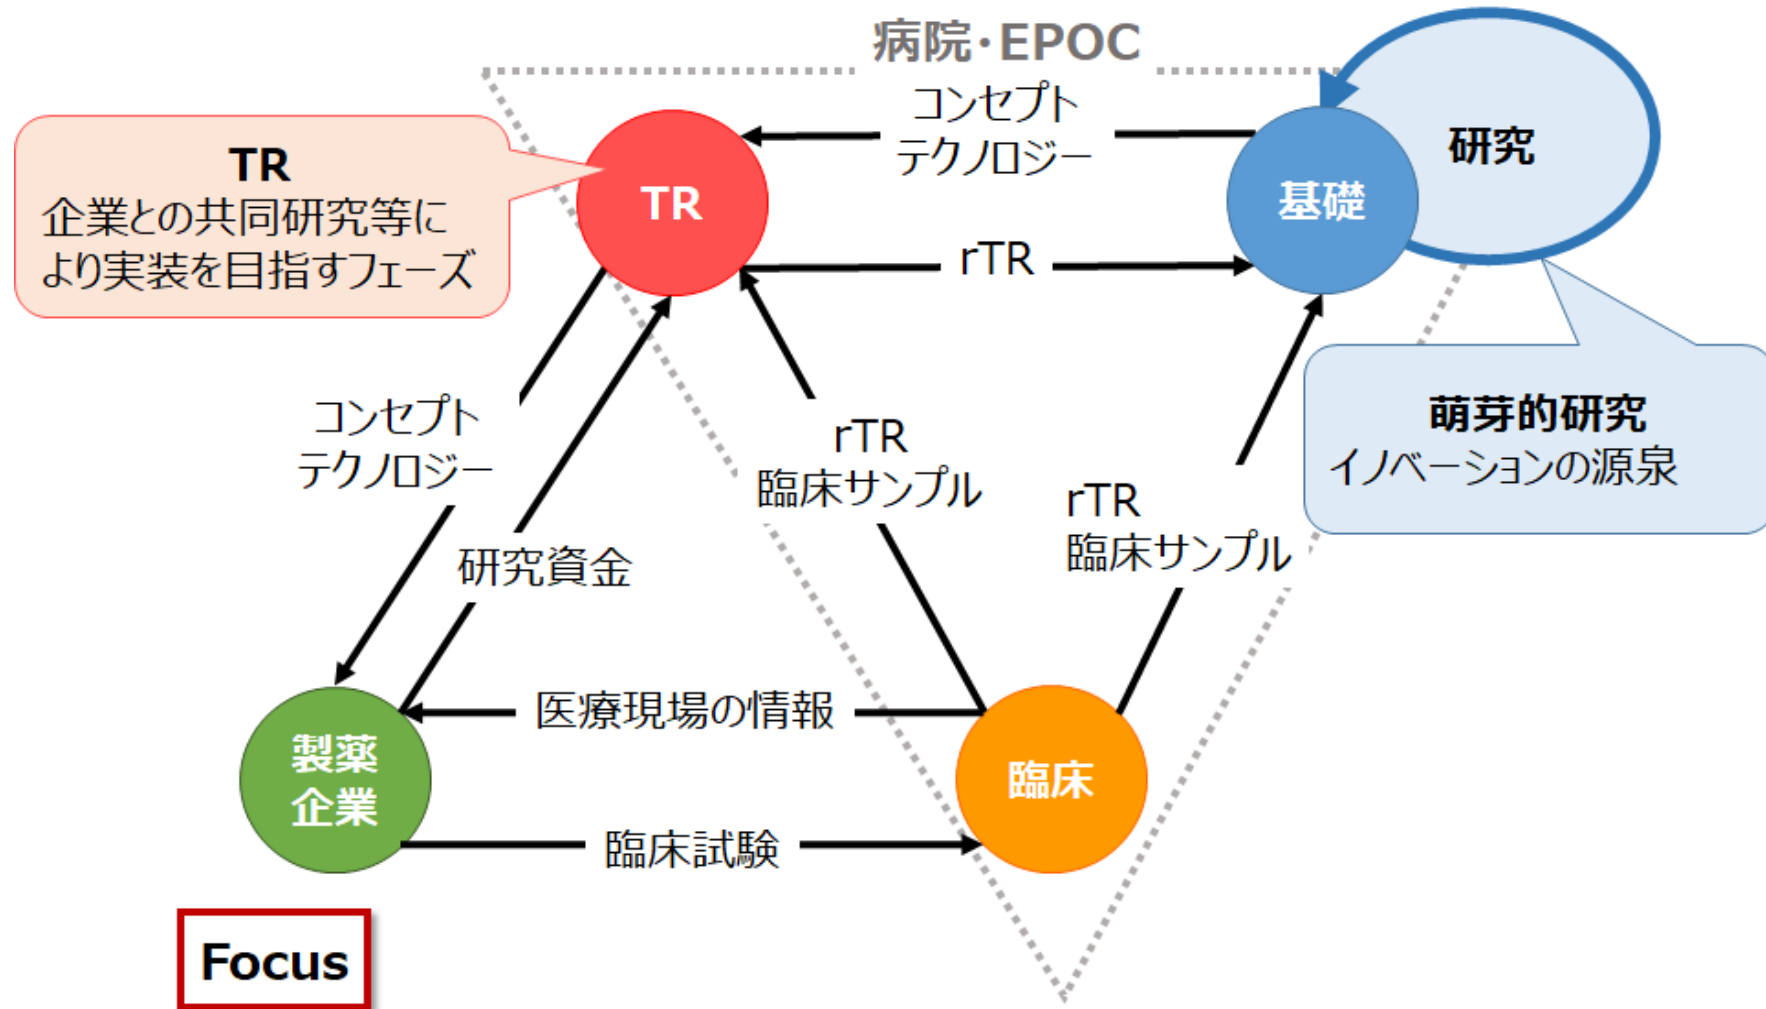 病院・EPOC
コンセプト
テクノロジー
研究
TR
企業との共同研究等に
より実装を目指すフェーズ
TR
基礎
rTR
コンセプト
テクノロジー
rTR
臨床サンプル
萌芽的研究
イノベーションの源泉
rTR
臨床サンプル
研究資金
医療現場の情報
製薬
企業
臨床
臨床試験
Focus